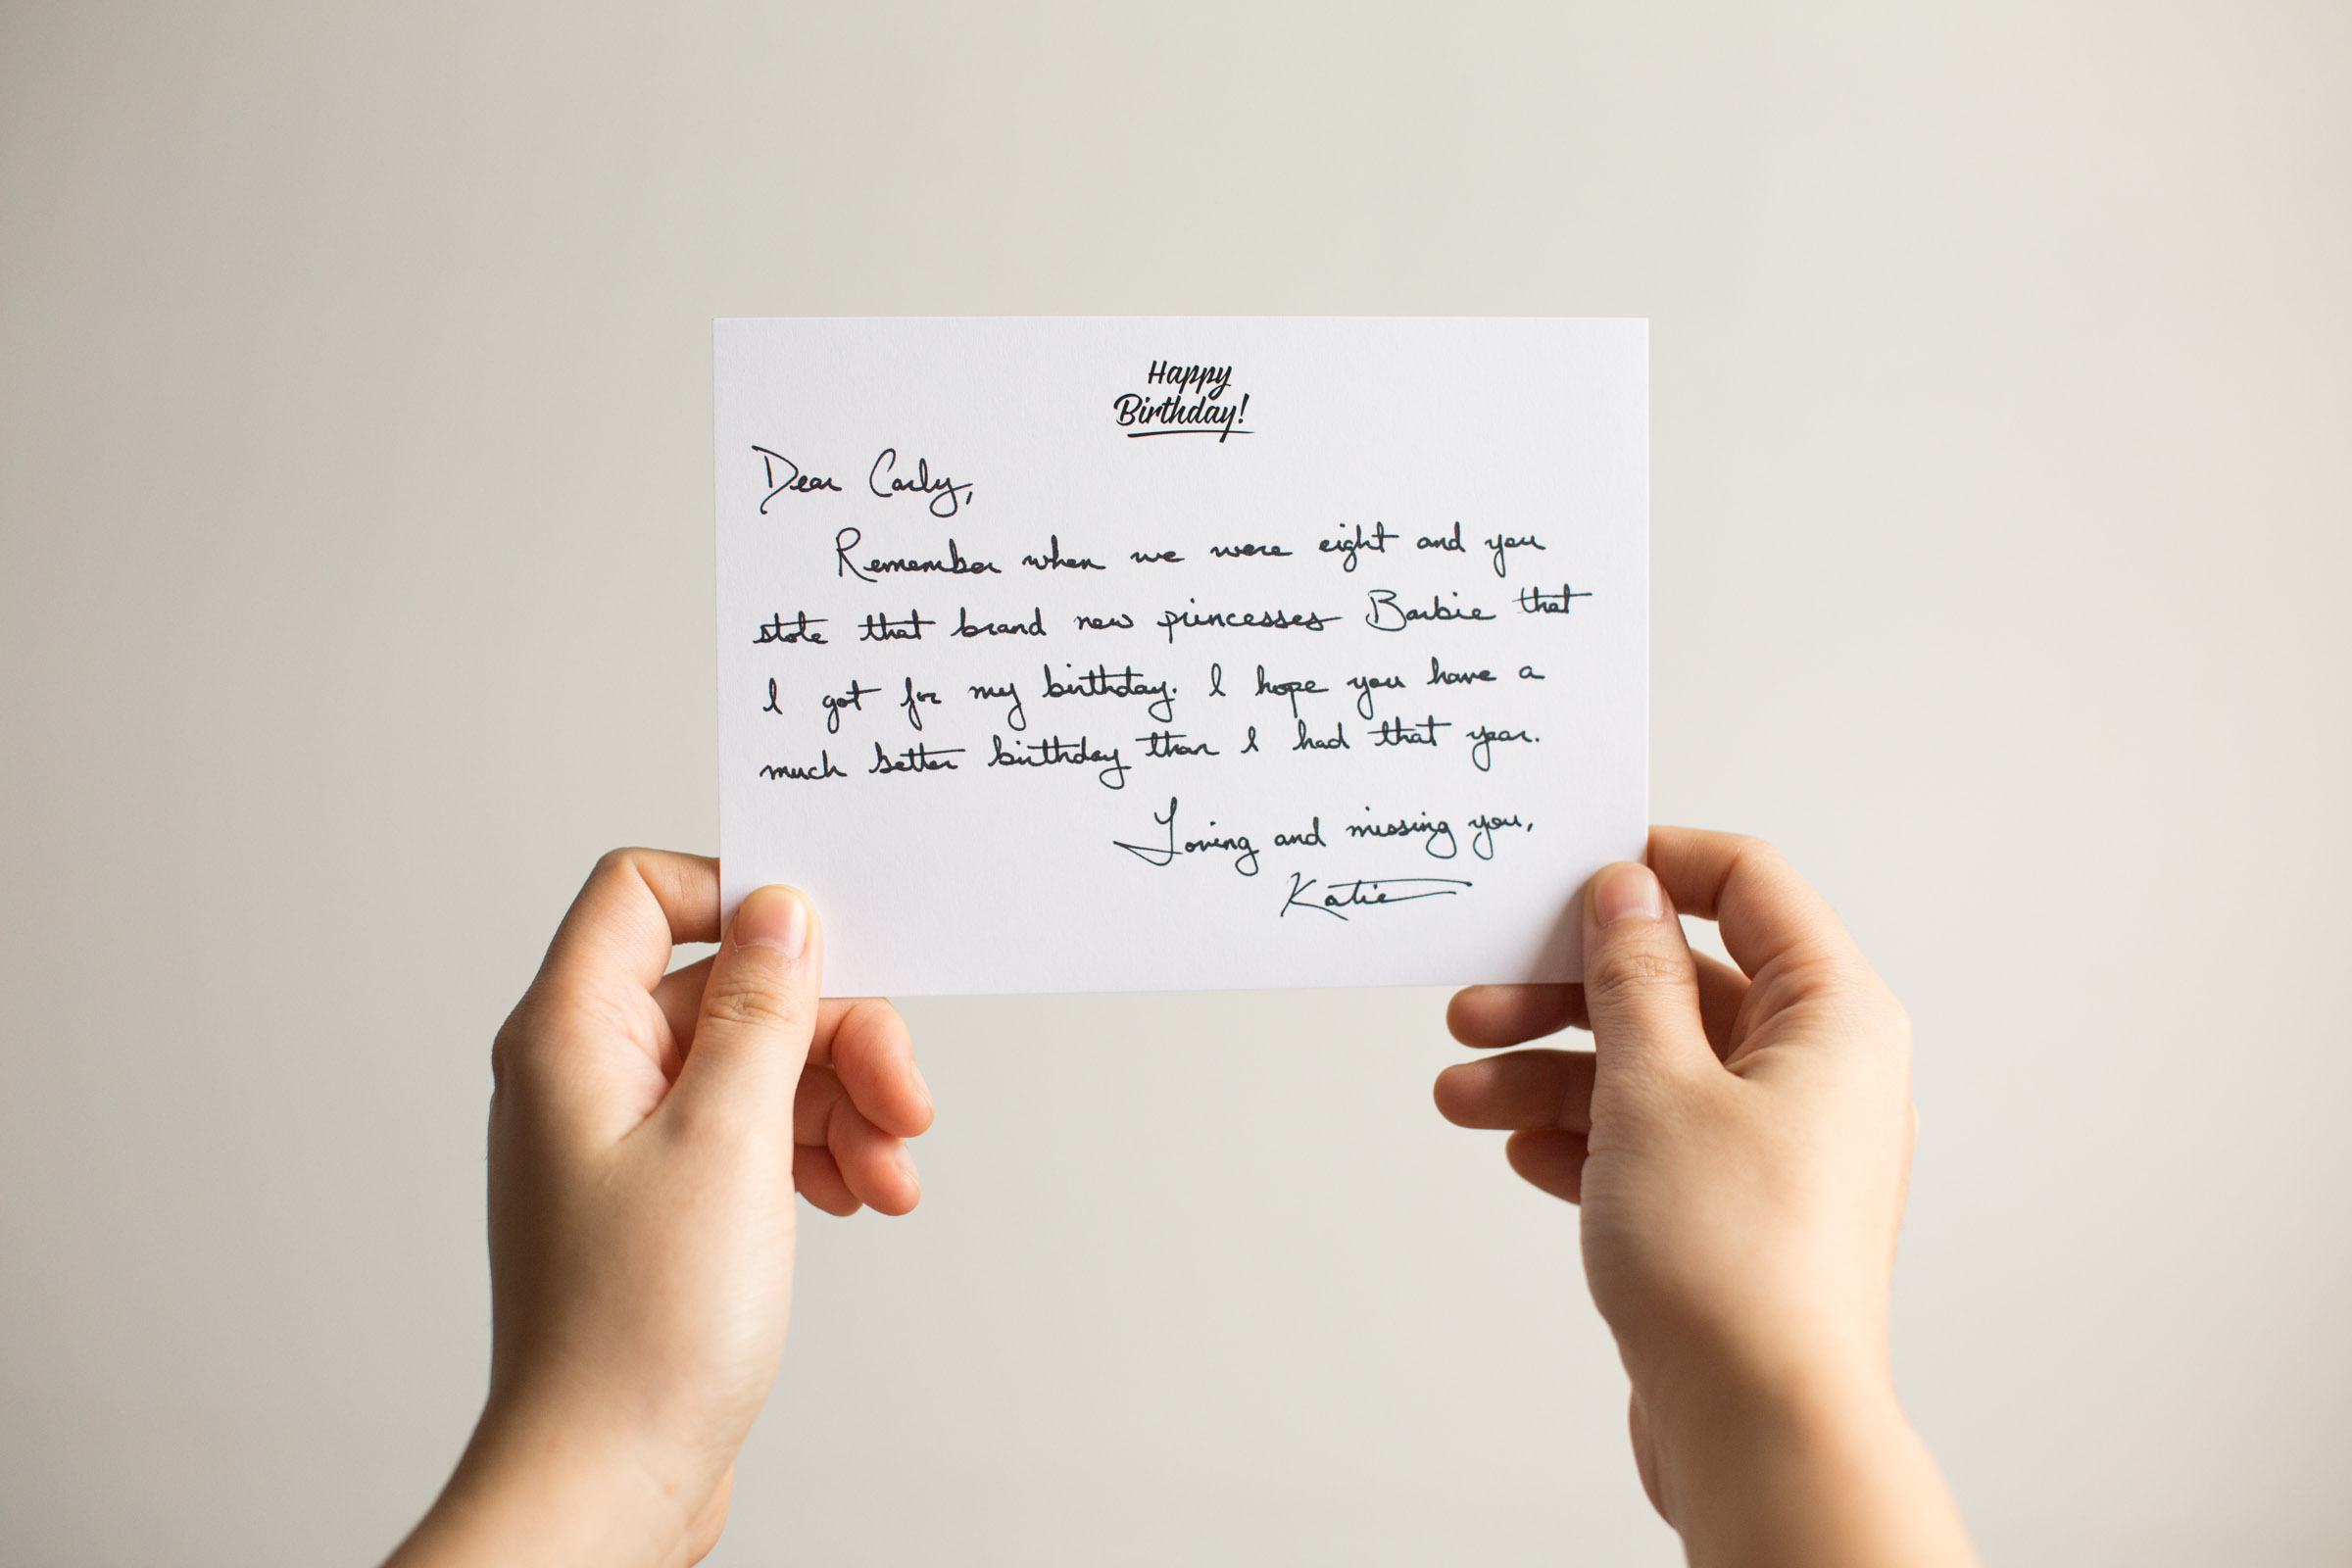 Happy
Birthday!
Dear Carly,
Remember when we were eight and you
stole that brand new princesses Barbie that
I got for my birthday. I hope you have a
much better birthday than I had that year.
Loving and missing you,
Katie